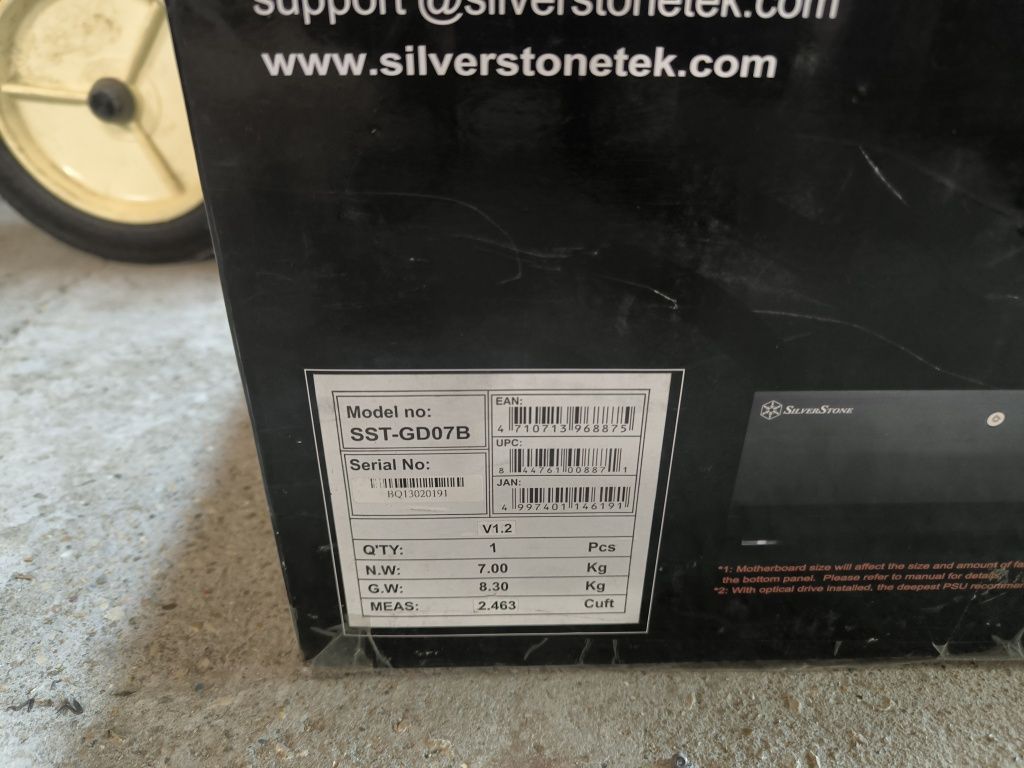 support @silverstonetek.com
www.silverstonetek.com
Model no:
SST-GD07B
Serial No:
BQ13020191
EAN:
4 710713 968875
UPC:
8 44761 00887 1
JAN:
4 997401 146191
V1.2
Q'TY: 1 Pcs
N.W: 7.00 Kg
G.W: 8.30 Kg
MEAS: 2.463 Cuft
SILVERSTONE
*1: Motherboard size will affect the size and amount of
the bottom panel. Please refer to manual for details.
*2: With optical drive installed, the deepest PSU